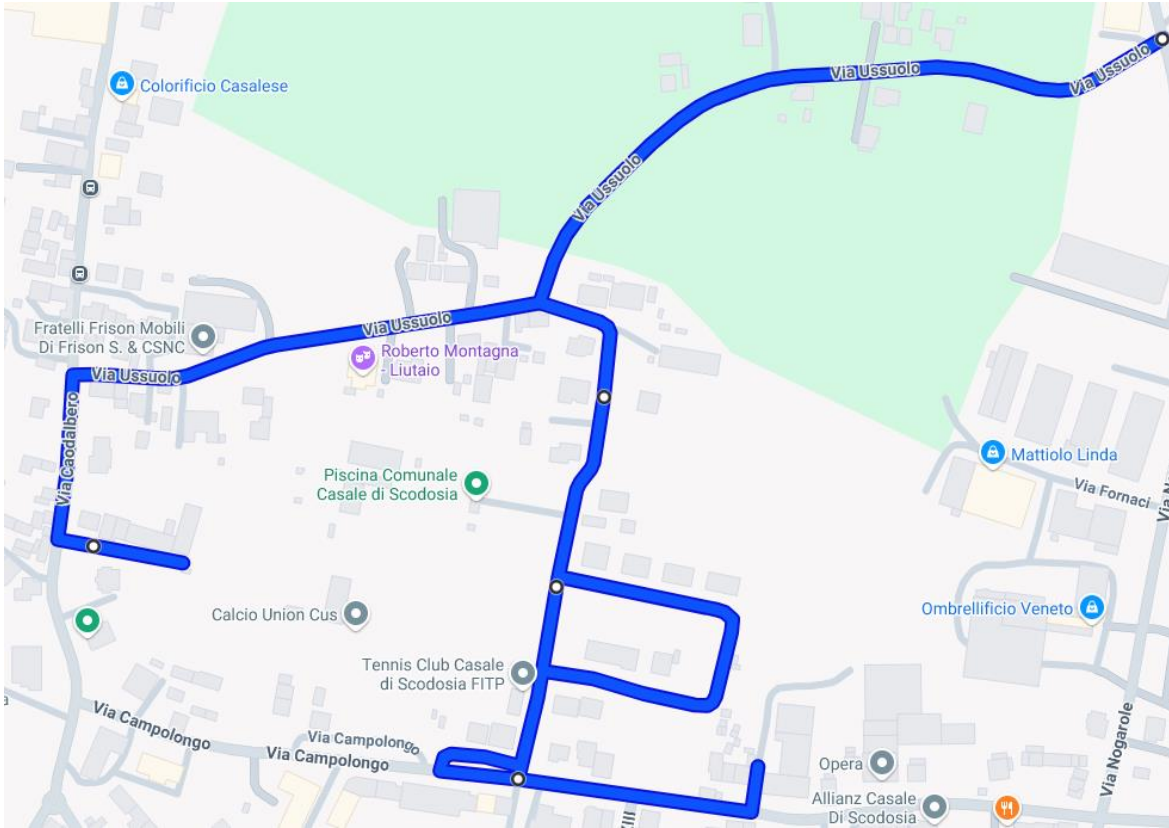 Via Ussuolo
Via Ussuolo
Colorificio Casalese
Via Ussuolo
Via Ussuolo
Fratelli Frison Mobili
Di Frison S. & CSNC
Roberto Montagna
- Liutaio
Via Ussuolo
Via Caodalbero
Mattiolo Linda
Piscina Comunale
Casale di Scodosia
Via Fornaci
Via N
Calcio Union Cus
Ombrellificio Veneto
Tennis Club Casale
di Scodosia FITP
Via Campolongo
Via Campolongo
Via Campolongo
Via Nogarole
Opera
Allianz Casale
Di Scodosia